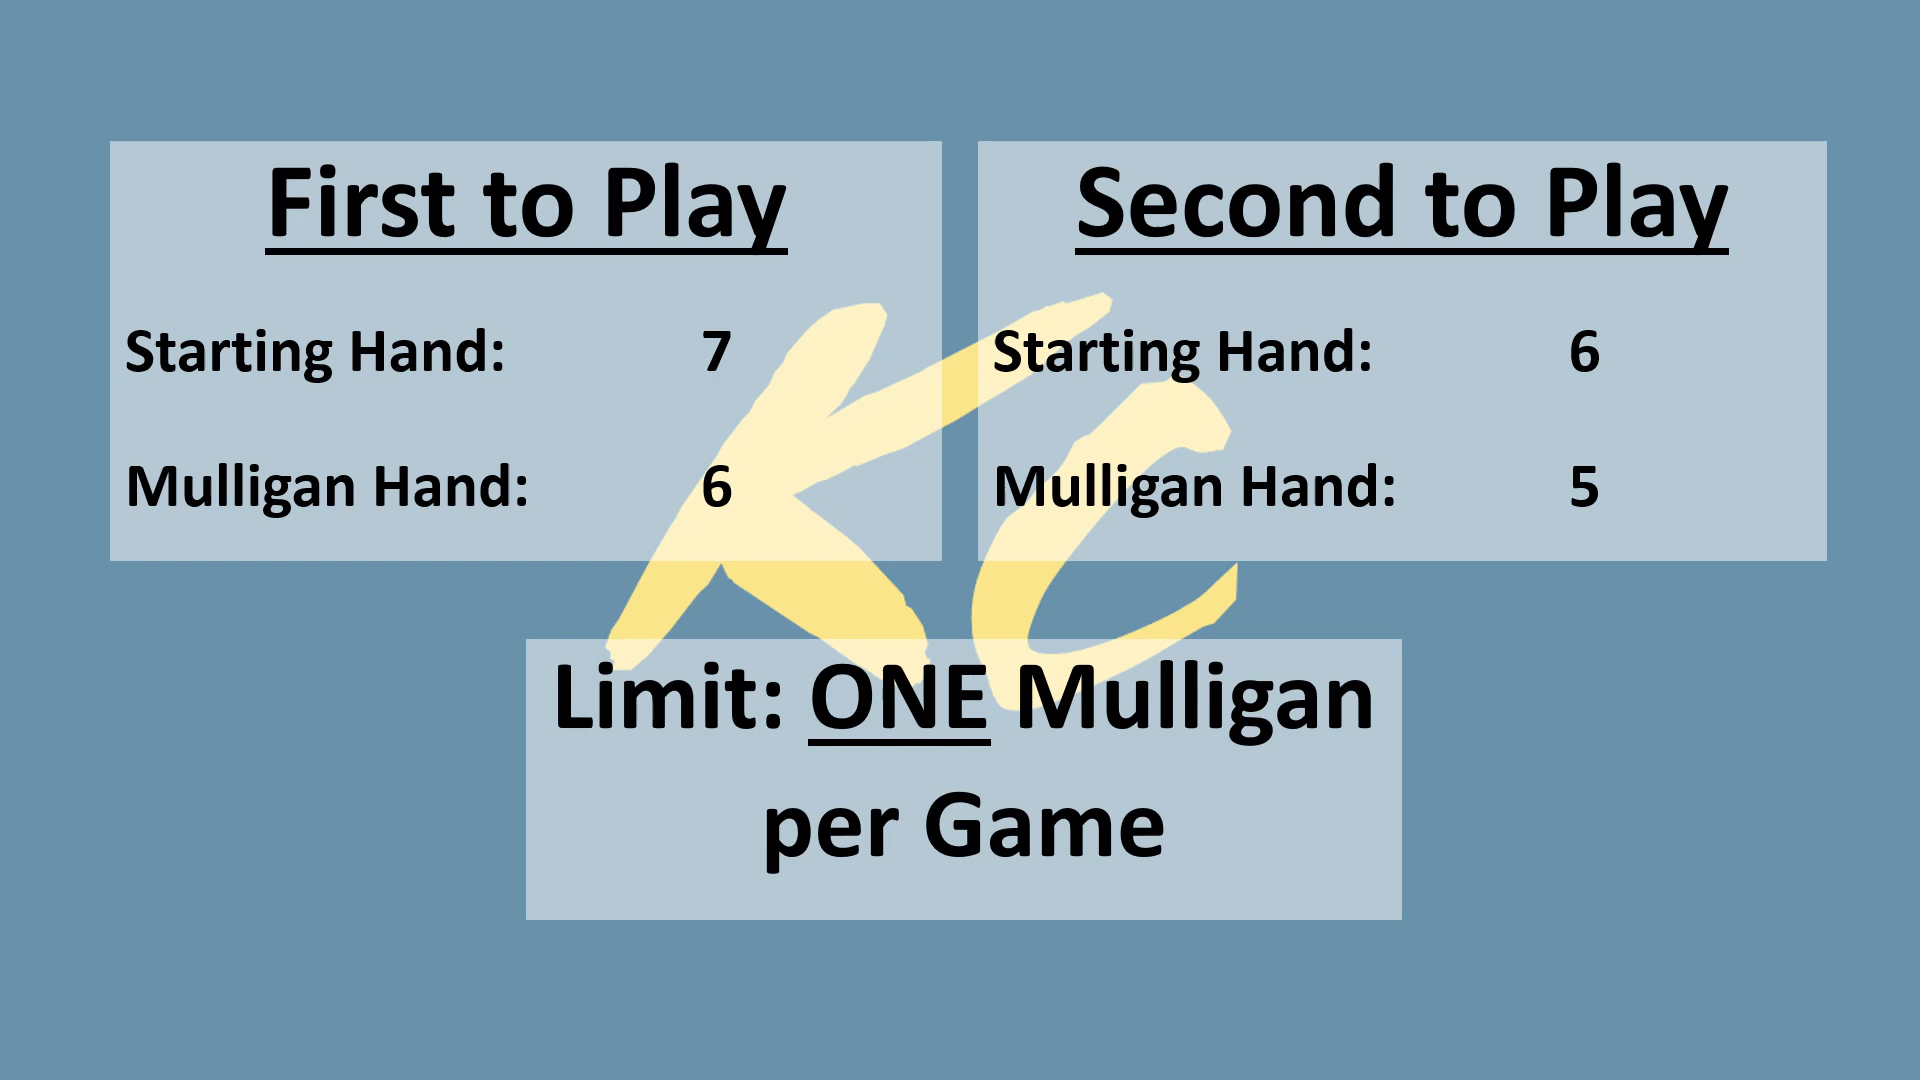 First to Play
Starting Hand: 7
Mulligan Hand: 6
Second to Play
Starting Hand: 6
Mulligan Hand: 5
KC
Limit: ONE Mulligan
per Game